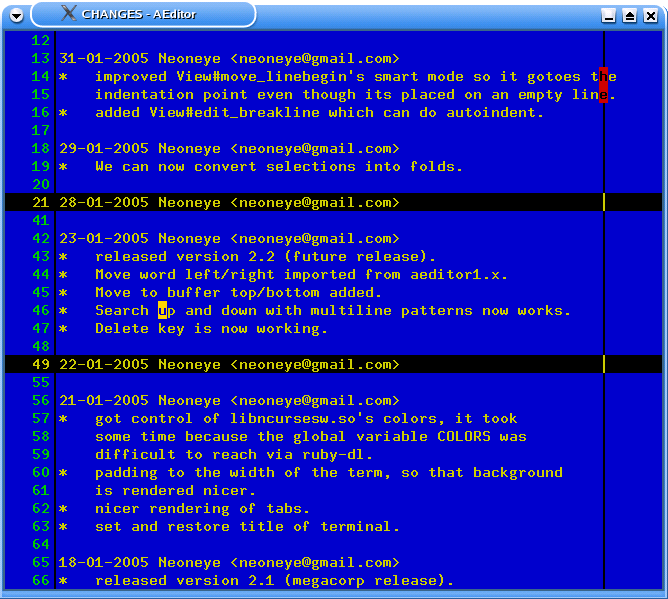 CHANGES - AEditor
12
13 31-01-2005 Neoneye <neoneye@gmail.com>
14 *   improved View#move_linebegin's smart mode so it gotoes the
15     indentation point even though its placed on an empty line.
16 *   added View#edit_breakline which can do autoindent.
17
18 29-01-2005 Neoneye <neoneye@gmail.com>
19 *   We can now convert selections into folds.
20
21 28-01-2005 Neoneye <neoneye@gmail.com>
41
42 23-01-2005 Neoneye <neoneye@gmail.com>
43 *   released version 2.2 (future release).
44 *   Move word left/right imported from aeditor1.x.
45 *   Move to buffer top/bottom added.
46 *   Search up and down with multiline patterns now works.
47 *   Delete key is now working.
48
49 22-01-2005 Neoneye <neoneye@gmail.com>
55
56 21-01-2005 Neoneye <neoneye@gmail.com>
57 *   got control of libncursesw.so's colors, it took
58     some time because the global variable COLORS was
59     difficult to reach via ruby-dl.
60 *   padding to the width of the term, so that background
61     is rendered nicer.
62 *   nicer rendering of tabs.
63 *   set and restore title of terminal.
64
65 18-01-2005 Neoneye <neoneye@gmail.com>
66 *   released version 2.1 (megacorp release).